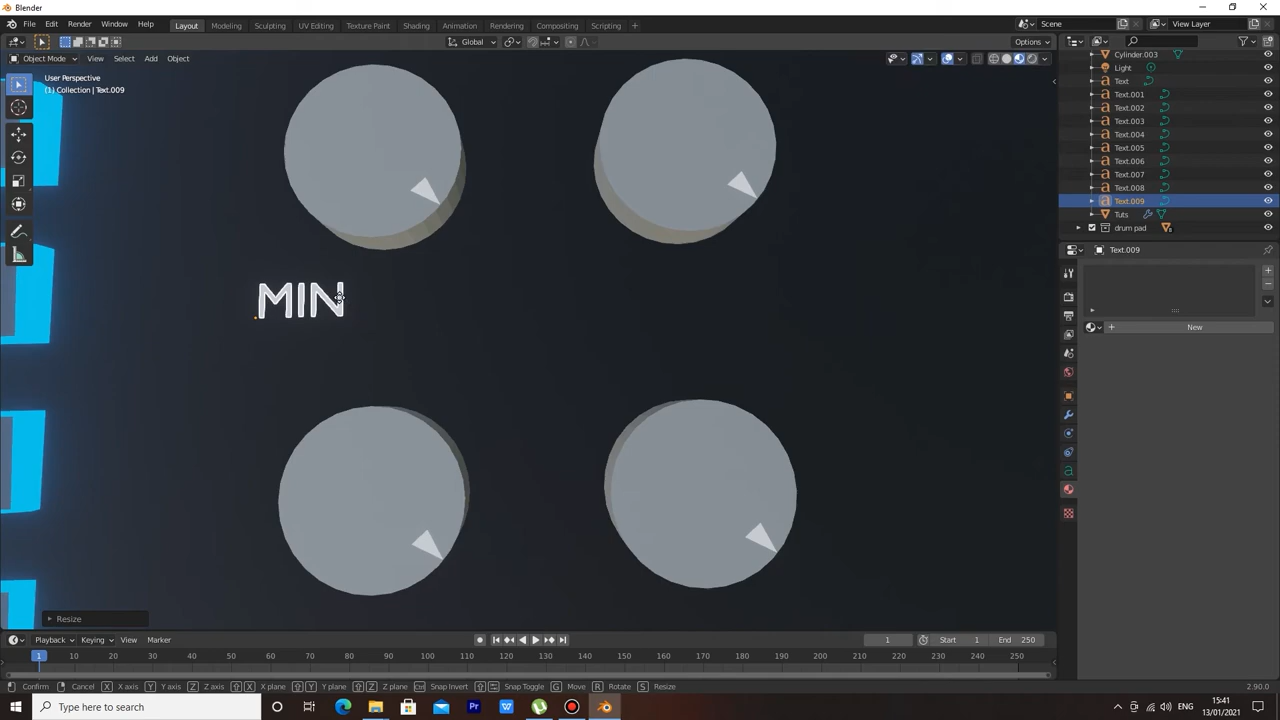 Blender
File Edit Render Window Help Layout Modeling Sculpting UV Editing Texture Paint Shading Animation Rendering Compositing Scripting + Scene View Layer
Global Options
Object Mode View Select Add Object
User Perspective
(1) Collection | Text.009
Cylinder.003
Light
Text
Text.001
Text.002
Text.003
Text.004
Text.005
Text.006
Text.007
Text.008
Text.009
Tuts
drum pad
Text.009
New
MIN
Resize
Playback Keying View Marker 1 Start 1 End 250
1 10 20 30 40 50 60 70 80 90 100 110 120 130 140 150 160 170 180 190 200 210 220 230 240 250
Confirm Cancel X X axis Y Y axis Z Z axis X X plane Y Y plane Z Z plane Ctrl Snap Invert Snap Toggle G Move R Rotate S Resize 2.90.0
Type here to search
15:41
13/01/2021